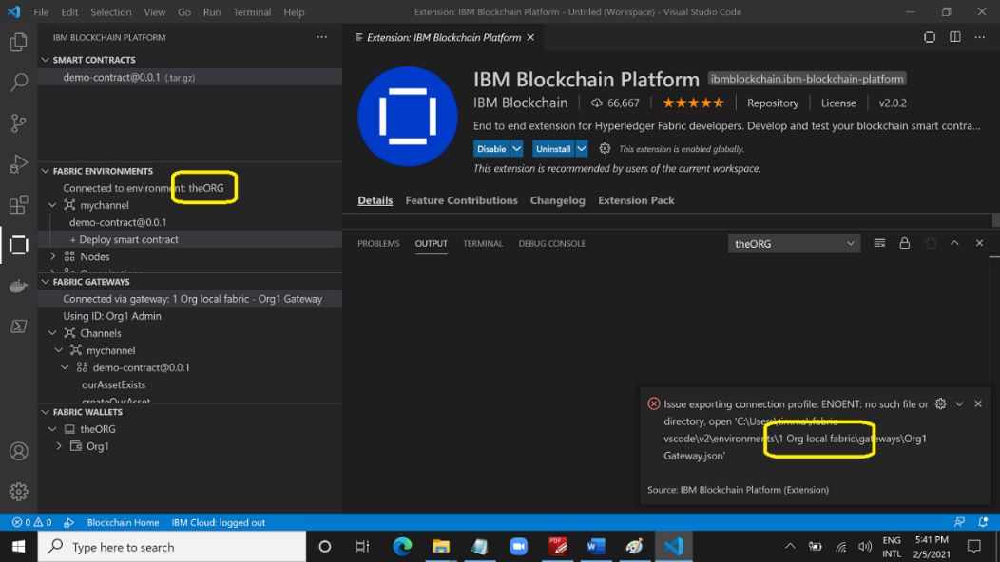 File Edit Selection View Go Run Terminal Help
Extension: IBM Blockchain Platform - Untitled (Workspace) - Visual Studio Code
IBM BLOCKCHAIN PLATFORM
SMART CONTRACTS
demo-contract@0.0.1 (.tar.gz)
FABRIC ENVIRONMENTS
Connected to environment: theORG
mychannel
demo-contract@0.0.1
+ Deploy smart contract
Nodes
FABRIC GATEWAYS
Connected via gateway: 1 Org local fabric - Org1 Gateway
Using ID: Org1 Admin
Channels
mychannel
demo-contract@0.0.1
ourAssetExists
createOurAsset
FABRIC WALLETS
theORG
Org1
Extension: IBM Blockchain Platform
IBM Blockchain Platform ibmblockchain.ibm-blockchain-platform
IBM Blockchain 66,667 Repository License v2.0.2
End to end extension for Hyperledger Fabric developers. Develop and test your blockchain smart contra...
Disable Uninstall This extension is enabled globally.
This extension is recommended by users of the current workspace.
Details Feature Contributions Changelog Extension Pack
PROBLEMS OUTPUT TERMINAL DEBUG CONSOLE theORG
Issue exporting connection profile: ENOENT: no such file or
directory, open 'C:\Users\timma\.fabric-
vscode\v2\environments\1 Org local fabric\gateways\Org1
Gateway.json'
Source: IBM Blockchain Platform (Extension)
0 0 Blockchain Home IBM Cloud: logged out
Type here to search
PDF
ENG
INTL
5:41 PM
2/5/2021